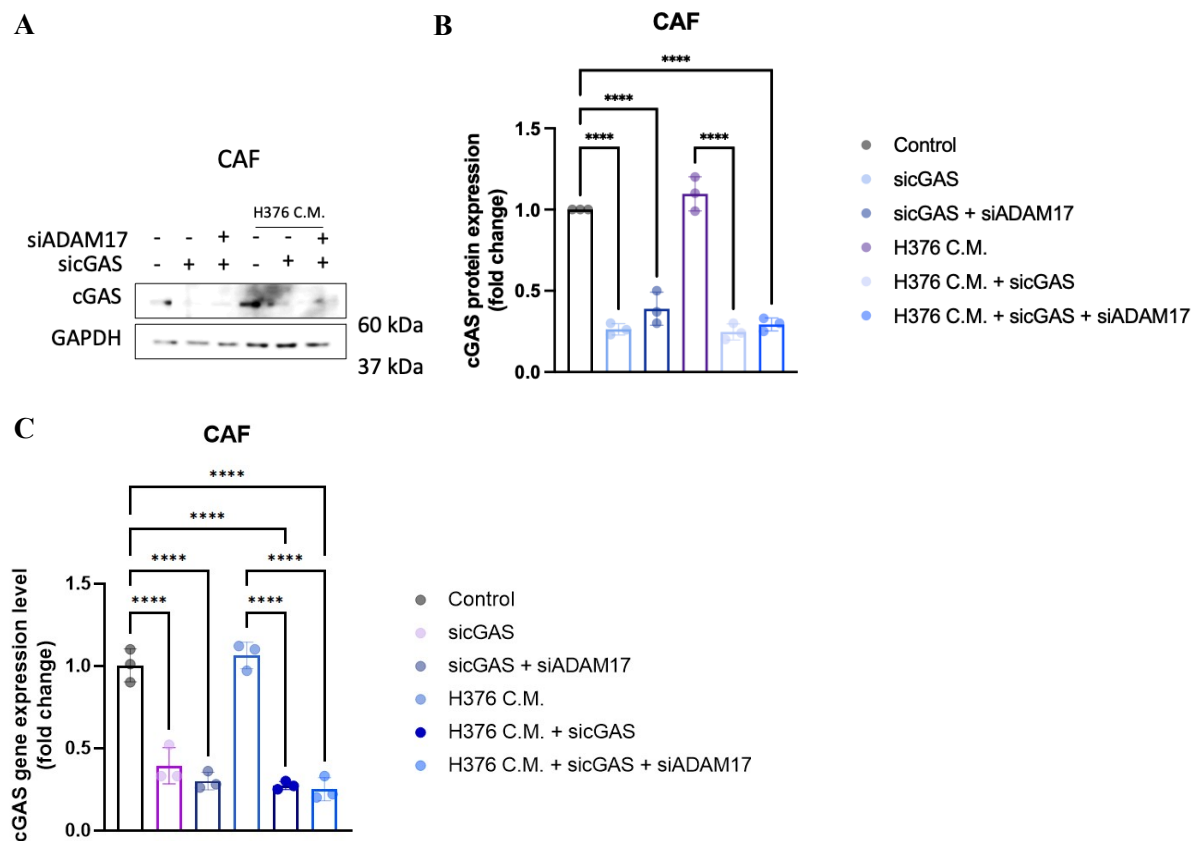 A
CAF
H376 C.M.
siADAM17 - - + - - +
sicGAS - + + - + +
cGAS
60 kDa
GAPDH
37 kDa
B
CAF
****
****
**** ****
cGAS protein expression
(fold change)
1.5
1.0
0.5
0.0
Control
sicGAS
sicGAS + siADAM17
H376 C.M.
H376 C.M. + sicGAS
H376 C.M. + sicGAS + siADAM17
C
CAF
****
****
**** ****
**** ****
cGAS gene expression level
(fold change)
1.5
1.0
0.5
0.0
Control
sicGAS
sicGAS + siADAM17
H376 C.M.
H376 C.M. + sicGAS
H376 C.M. + sicGAS + siADAM17